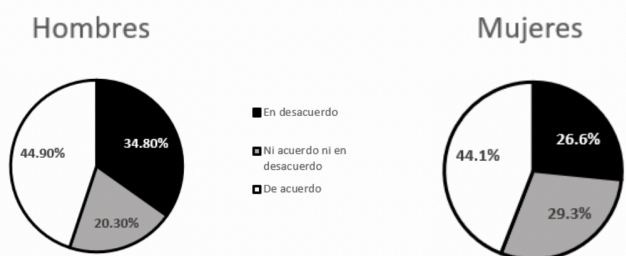 Hombres
Mujeres
44.90%
34.80%
20.30%
En desacuerdo
Ni acuerdo ni en
desacuerdo
De acuerdo
44.1%
26.6%
29.3%